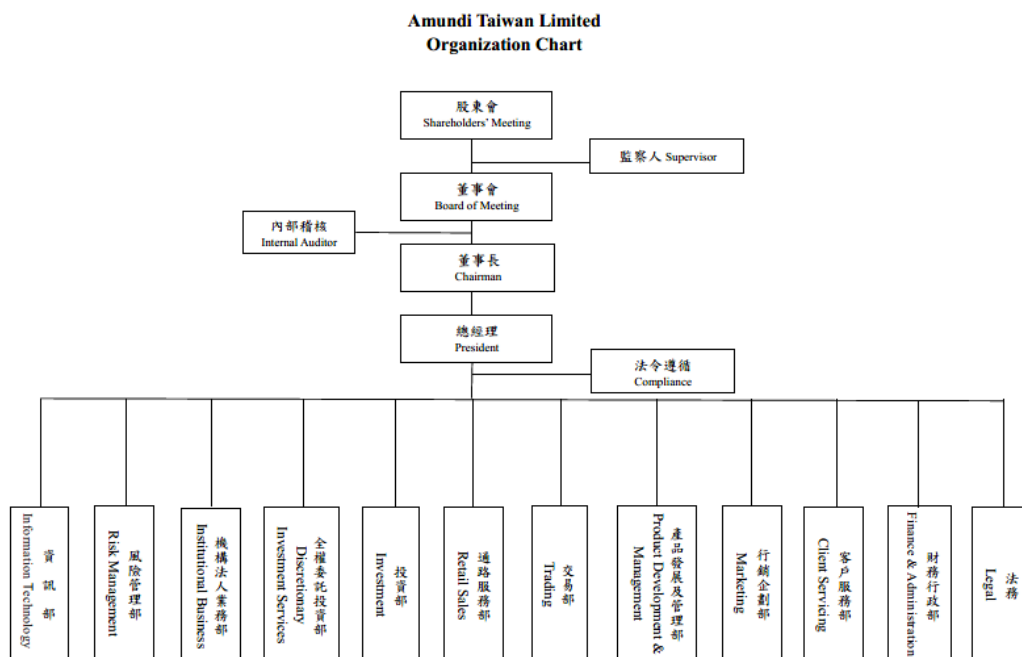 Amundi Taiwan Limited
Organization Chart
股東會
Shareholders' Meeting
監察人 Supervisor
董事會
Board of Meeting
內部稽核
Internal Auditor
董事長
Chairman
總經理
President
法令遵循
Compliance
資訊部
Information Technology
風險管理部
Risk Management
機構法人業務部
Institutional Business
全權委託投資部
Discretionary
Investment Services
投資部
Investment
通路服務部
Retail Sales
交易部
Trading
產品發展及管理部
Product Development &
Management
行銷企劃部
Marketing
客戶服務部
Client Servicing
財務行政部
Finance & Administration
法務
Legal